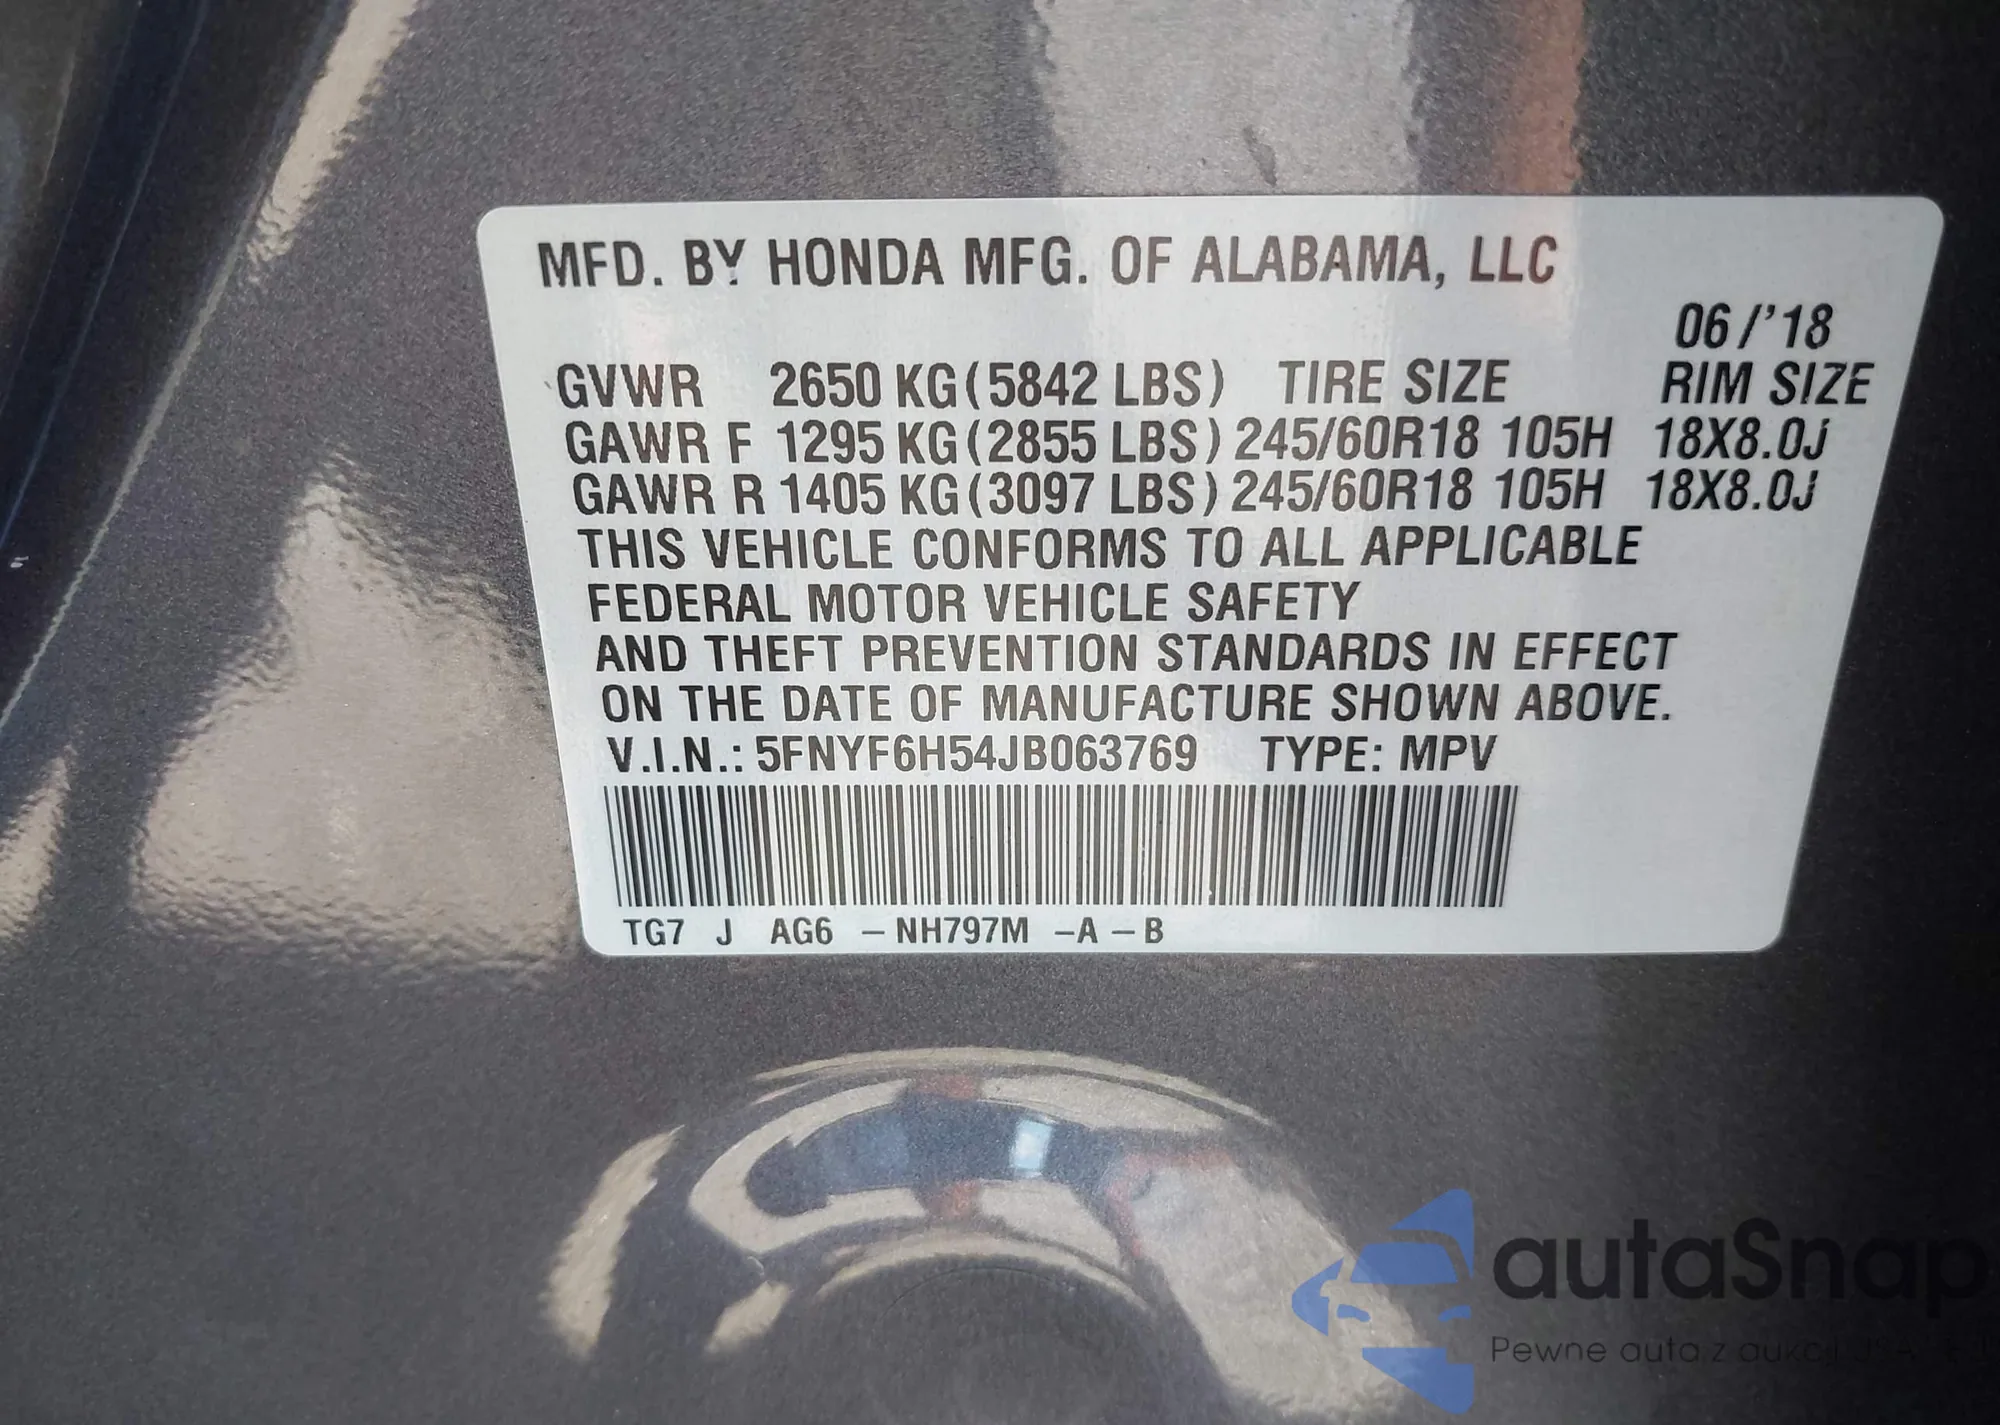 MFD. BY HONDA MFG. OF ALABAMA, LLC
06/'18
GVWR 2650 KG(5842 LBS) TIRE SIZE RIM SIZE
GAWR F 1295 KG(2855 LBS) 245/60R18 105H 18X8.0J
GAWR R 1405 KG(3097 LBS) 245/60R18 105H 18X8.0J
THIS VEHICLE CONFORMS TO ALL APPLICABLE
FEDERAL MOTOR VEHICLE SAFETY
AND THEFT PREVENTION STANDARDS IN EFFECT
ON THE DATE OF MANUFACTURE SHOWN ABOVE.
V.I.N.: 5FNYF6H54JB063769 TYPE: MPV
TG7 J AG6 -NH797M -A-B
autaSnap
Pewne auta z aukcji